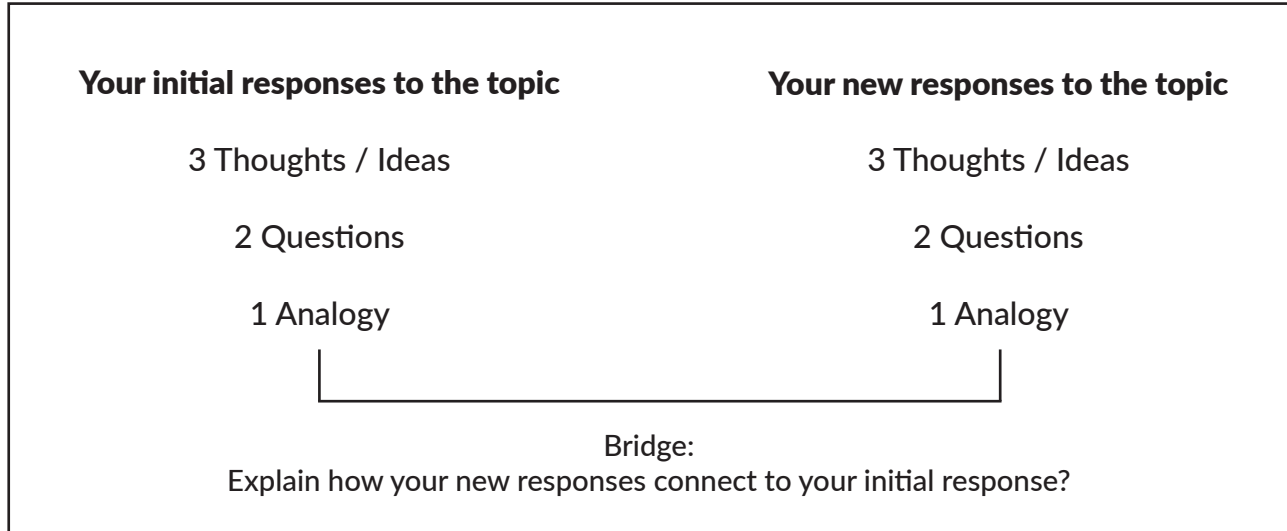 Your initial responses to the topic
3 Thoughts / Ideas
2 Questions
1 Analogy
Your new responses to the topic
3 Thoughts / Ideas
2 Questions
1 Analogy
Bridge:
Explain how your new responses connect to your initial response?